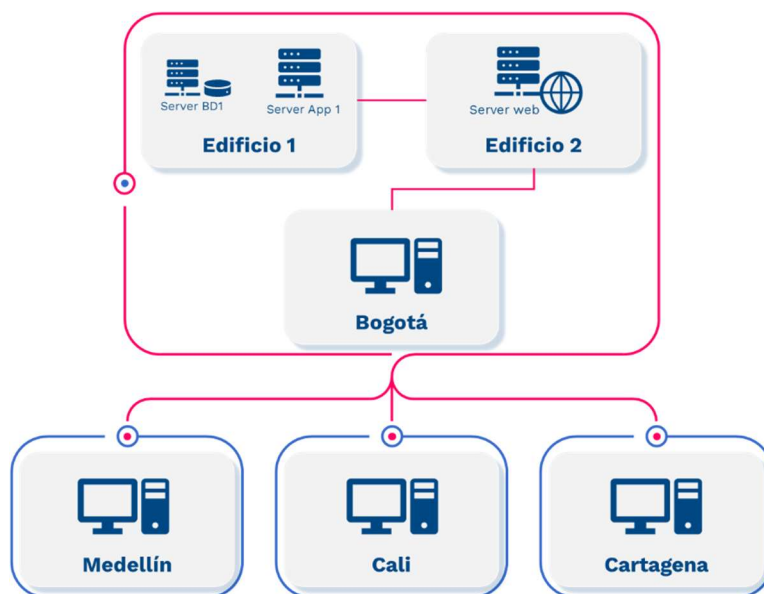 Server BD1
Server App 1
Edificio 1
Server web
Edificio 2
Bogotá
Medellín
Cali
Cartagena